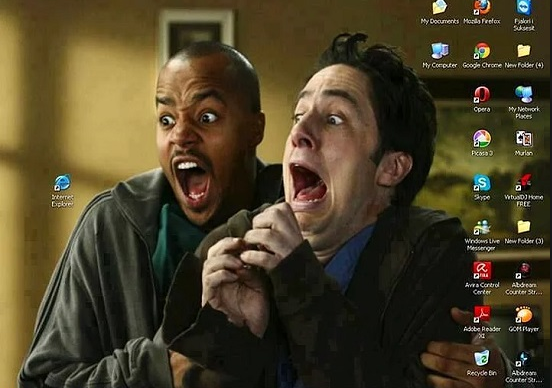 My Documents
Mozilla Firefox
Fjalori i
Suksesit
My Computer
Google Chrome
New Folder (4)
Opera
My Network
Places
Picasa 3
Murlan
Internet
Explorer
Skype
VirtualDJ Home
FREE
Windows Live
Messenger
New Folder (3)
Avira Control
Center
Albdream
Counter Str...
Adobe Reader
XI
GOM Player
Recycle Bin
Albdream
Counter Str...